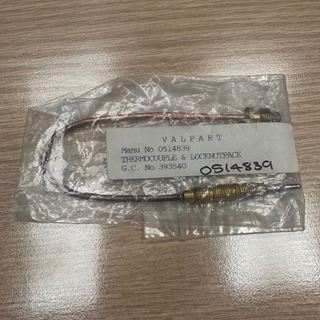 VALPART
Manu No 0514839
THERMOCOUPLE & LOCKNUTPACK
G.C. No 393540
0514839